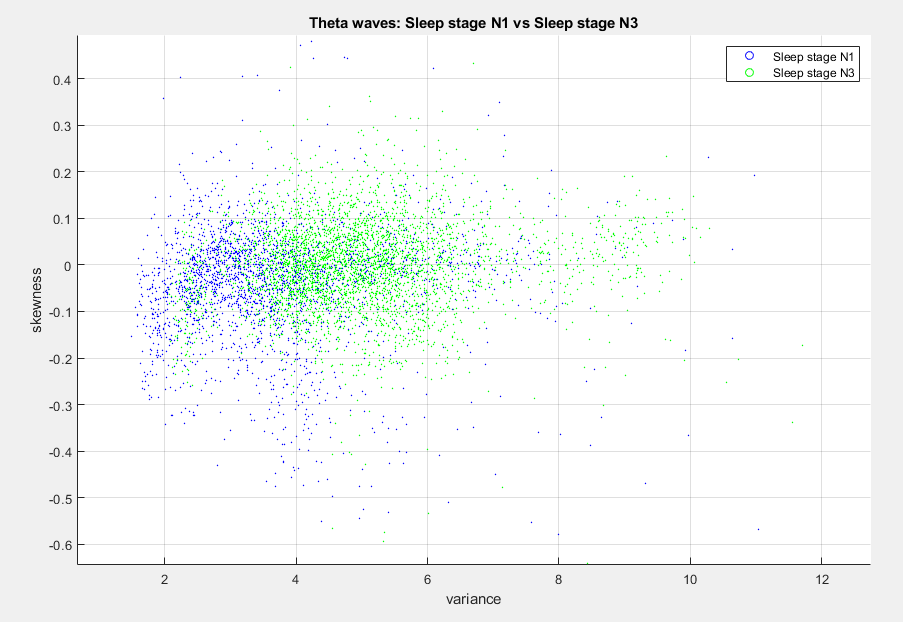 Theta waves: Sleep stage N1 vs Sleep stage N3
Sleep stage N1
Sleep stage N3
0.4
0.3
0.2
0.1
0
-0.1
-0.2
-0.3
-0.4
-0.5
-0.6
skewness
2 4 6 8 10 12
variance